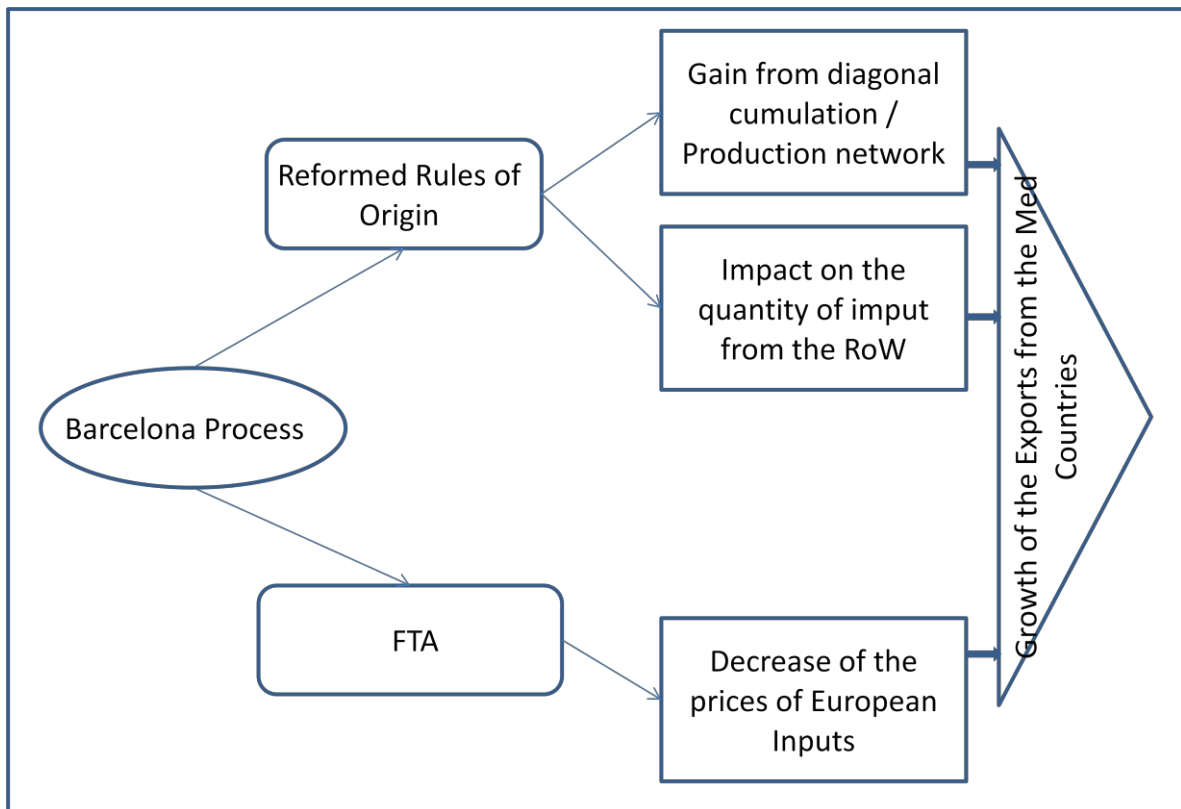 Gain from diagonal
cumulation /
Production network
Reformed Rules of
Origin
Impact on the
quantity of imput
from the RoW
Barcelona Process
FTA
Decrease of the
prices of European
Inputs
Growth of the Exports from the Med
Countries